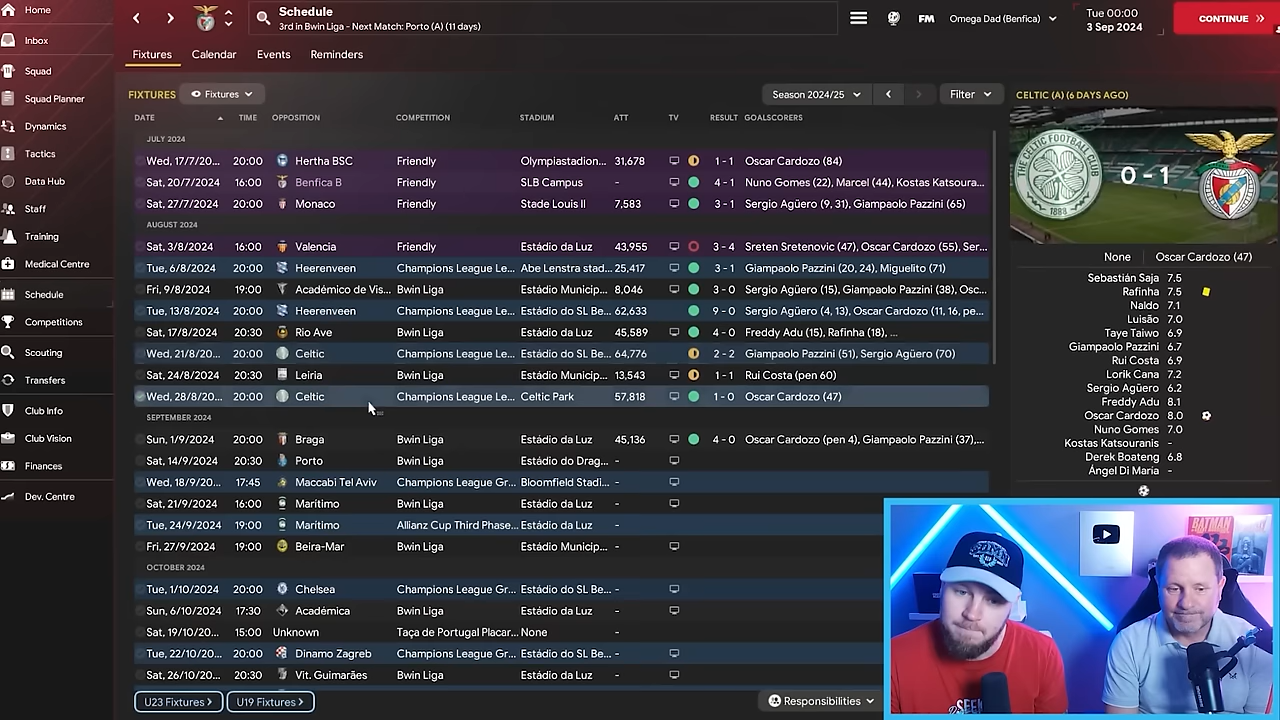 Home
Inbox
Squad
Squad Planner
Dynamics
Tactics
Data Hub
Staff
Training
Medical Centre
Schedule
Competitions
Scouting
Transfers
Club Info
Club Vision
Finances
Dev. Centre
Schedule
3rd in Bwin Liga - Next Match: Porto (A) (11 days)
FM Omega Dad (Benfica)
Tue 00:00
3 Sep 2024
CONTINUE
Fixtures Calendar Events Reminders
FIXTURES Fixtures Season 2024/25 Filter
DATE TIME OPPOSITION COMPETITION STADIUM ATT TV RESULT GOALSCORERS
JULY 2024
Wed, 17/7/20... 20:00 Hertha BSC Friendly Olympiastadion... 31,678 1 - 1 Oscar Cardozo (84)
Sat, 20/7/2024 16:00 Benfica B Friendly SLB Campus - 4 - 1 Nuno Gomes (22), Marcel (44), Kostas Katsoura...
Sat, 27/7/2024 20:00 Monaco Friendly Stade Louis II 7,583 3 - 1 Sergio Agüero (9, 31), Giampaolo Pazzini (65)
AUGUST 2024
Sat, 3/8/2024 16:00 Valencia Friendly Estádio da Luz 43,955 3 - 4 Sreten Sretenovic (47), Oscar Cardozo (55), Ser...
Tue, 6/8/2024 20:00 Heerenveen Champions League Le... Abe Lenstra stad... 25,417 3 - 1 Giampaolo Pazzini (20, 24), Miguelito (71)
Fri, 9/8/2024 19:00 Académico de Vis... Bwin Liga Estádio Municip... 8,046 3 - 0 Sergio Agüero (15), Giampaolo Pazzini (38), Osc...
Tue, 13/8/2024 20:00 Heerenveen Champions League Le... Estádio do SL Be... 62,633 9 - 0 Sergio Agüero (4, 13), Oscar Cardozo (11, 16, pe...
Sat, 17/8/2024 20:30 Rio Ave Bwin Liga Estádio da Luz 45,589 4 - 0 Freddy Adu (15), Rafinha (18), ...
Wed, 21/8/20... 20:00 Celtic Champions League Le... Estádio do SL Be... 64,776 2 - 2 Giampaolo Pazzini (51), Sergio Agüero (70)
Sat, 24/8/2024 20:30 Leiria Bwin Liga Estádio Municip... 13,543 1 - 1 Rui Costa (pen 60)
Wed, 28/8/20... 20:00 Celtic Champions League Le... Celtic Park 57,818 1 - 0 Oscar Cardozo (47)
SEPTEMBER 2024
Sun, 1/9/2024 20:00 Braga Bwin Liga Estádio da Luz 45,136 4 - 0 Oscar Cardozo (pen 4), Giampaolo Pazzini (37),...
Sat, 14/9/2024 20:30 Porto Bwin Liga Estádio do Drag... -
Wed, 18/9/2024 17:45 Maccabi Tel Aviv Champions League Gr... Bloomfield Stadi... -
Sat, 21/9/2024 16:00 Marítimo Bwin Liga Estádio da Luz -
Tue, 24/9/2024 19:00 Marítimo Allianz Cup Third Phase... Estádio da Luz -
Fri, 27/9/2024 19:00 Beira-Mar Bwin Liga Estádio Municip... -
OCTOBER 2024
Tue, 1/10/2024 20:00 Chelsea Champions League Gr... Estádio do SL Be... -
Sun, 6/10/2024 17:30 Académica Bwin Liga Estádio da Luz -
Sat, 19/10/20... 15:00 Unknown Taça de Portugal Placar... None -
Tue, 22/10/20... 20:00 Dinamo Zagreb Champions League Gr... Estádio do SL Be... -
Sat, 26/10/20... 20:30 Vit. Guimarães Bwin Liga Estádio da Luz -
U23 Fixtures U19 Fixtures Responsibilities
CELTIC (A) (6 DAYS AGO)
THE CELTIC FOOTBALL CLUB
1888
0 - 1
None Oscar Cardozo (47)
Sebastián Saja 7.5
Rafinha 7.5
Naldo 7.1
Luisão 7.0
Taye Taiwo 6.9
Giampaolo Pazzini 6.7
Rui Costa 6.9
Lorik Cana 7.2
Sergio Agüero 6.2
Freddy Adu 8.1
Oscar Cardozo 8.0
Nuno Gomes 7.0
Kostas Katsouranis -
Derek Boateng 6.8
Ángel Di María -
BATMAN